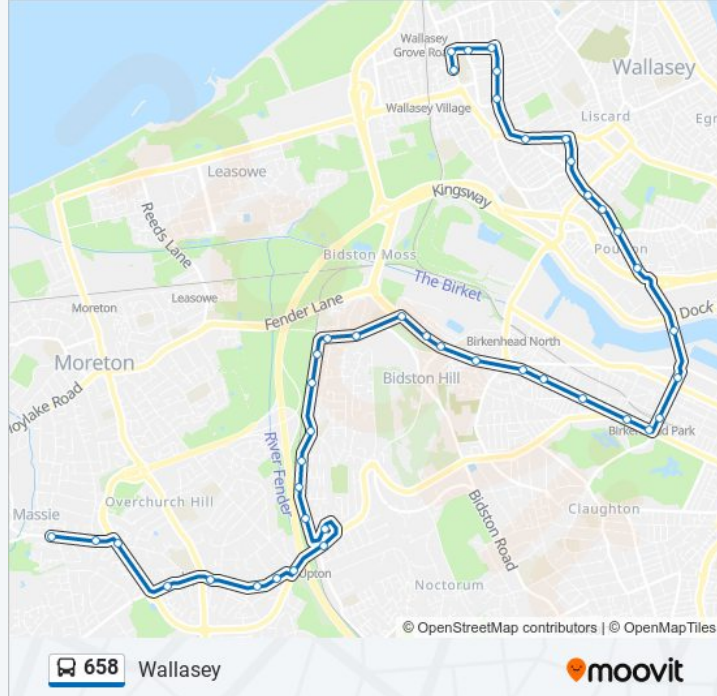 Wallasey
Grove Roa
Wallasey
Wallasey Village
Liscard
Egr
Leasowe
Kingsway
Reeds Lane
Poulton
Bidston Moss
The Birket
Leasowe
Fender Lane
Moreton
Dock
Birkenhead North
Moreton
Bidston Hill
oylake Road
Birkenhead Park
River Fender
Massie
Overchurch Hill
Bidston Road
Claughton
Upton
Noctorum
© OpenStreetMap contributors | © OpenMapTiles
658 Wallasey
moovit